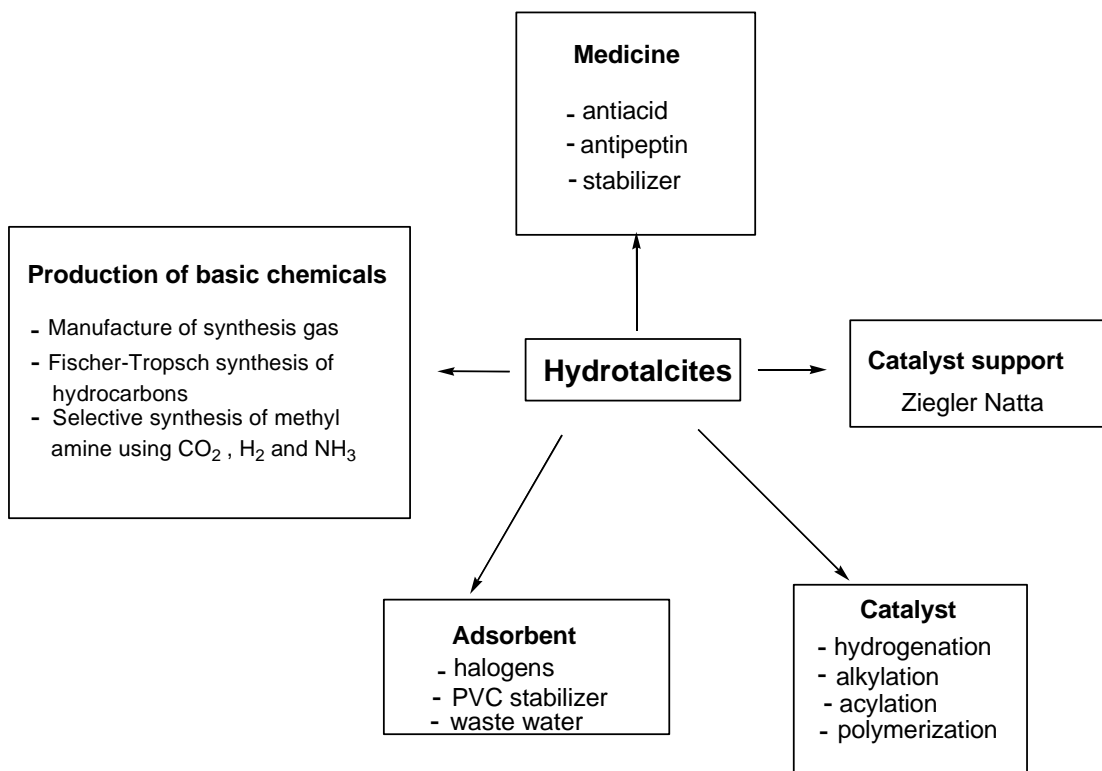 Medicine
- antiacid
- antipeptin
- stabilizer
Production of basic chemicals
- Manufacture of synthesis gas
- Fischer-Tropsch synthesis of
hydrocarbons
- Selective synthesis of methyl
amine using CO₂ , H₂ and NH₃
Hydrotalcites
Catalyst support
Ziegler Natta
Adsorbent
- halogens
- PVC stabilizer
- waste water
Catalyst
- hydrogenation
- alkylation
- acylation
- polymerization